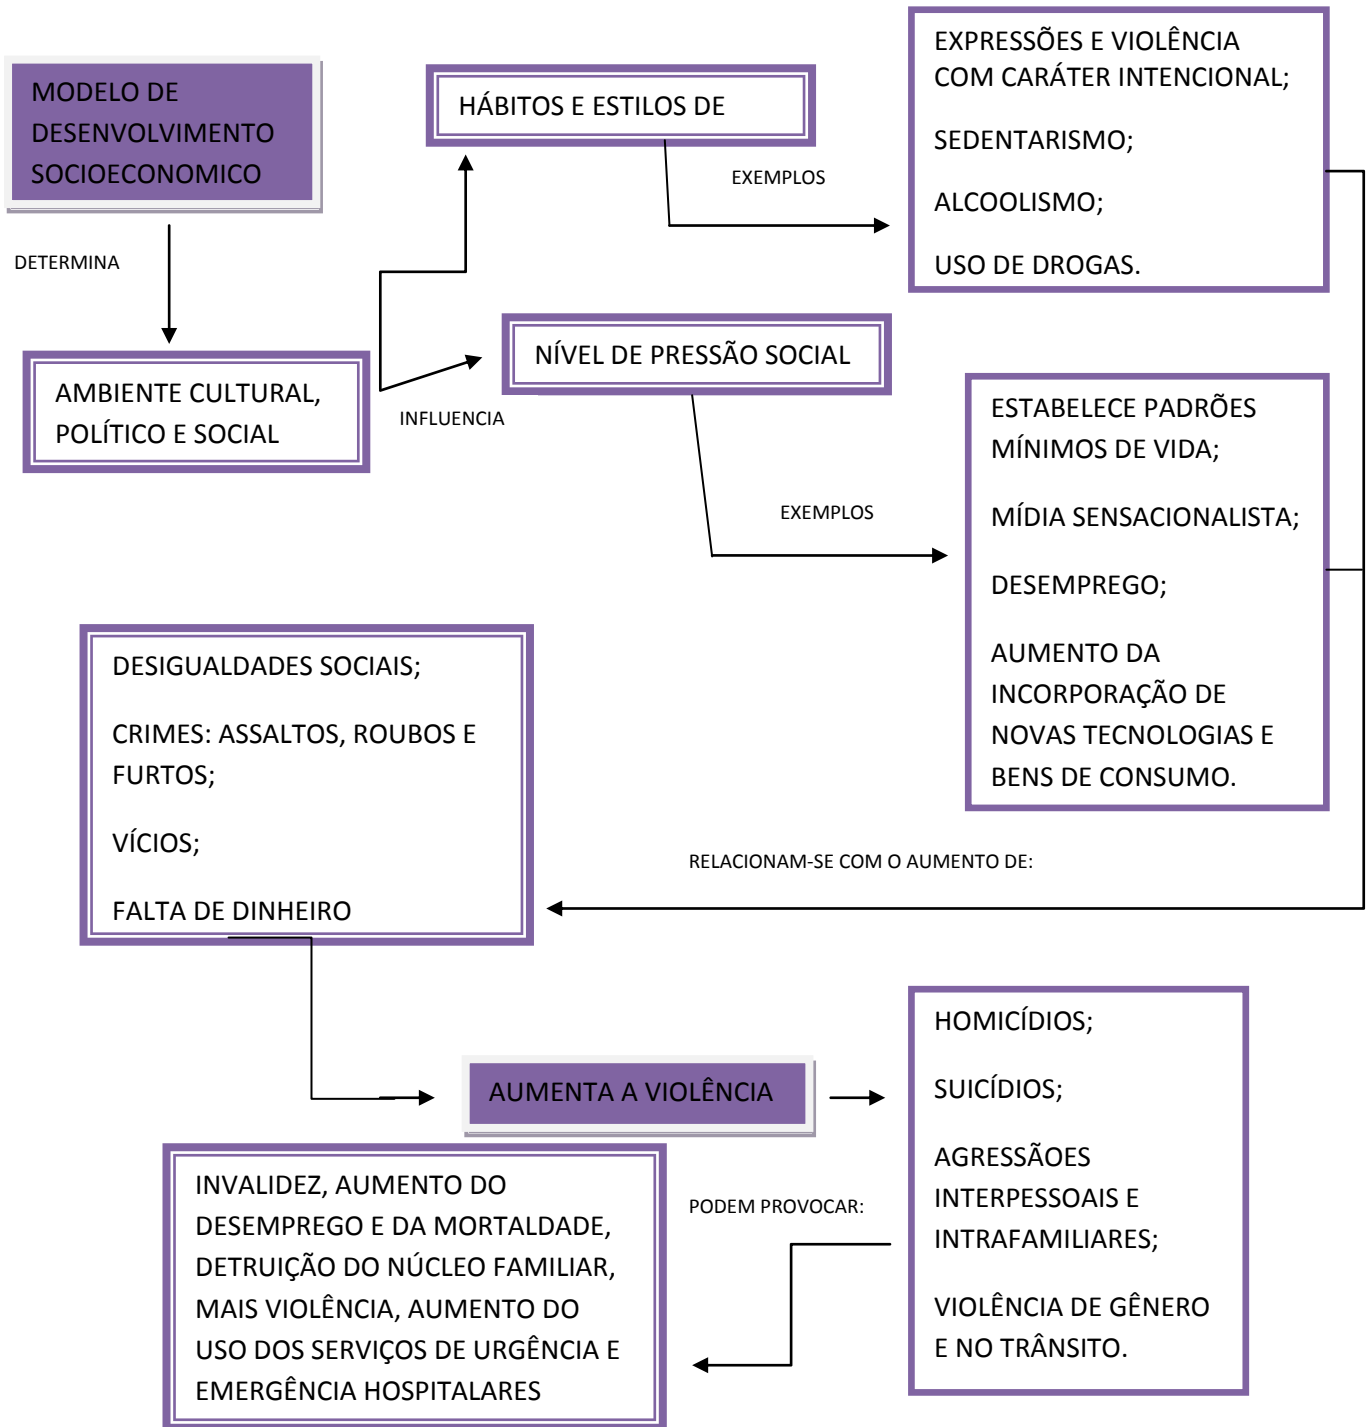 MODELO DE
DESENVOLVIMENTO
SOCIOECONOMICO
DETERMINA
AMBIENTE CULTURAL,
POLÍTICO E SOCIAL
INFLUENCIA
HÁBITOS E ESTILOS DE
EXEMPLOS
EXPRESSÕES E VIOLÊNCIA
COM CARÁTER INTENCIONAL;
SEDENTARISMO;
ALCOOLISMO;
USO DE DROGAS.
NÍVEL DE PRESSÃO SOCIAL
EXEMPLOS
ESTABELECE PADRÕES
MÍNIMOS DE VIDA;
MÍDIA SENSACIONALISTA;
DESEMPREGO;
AUMENTO DA
INCORPORAÇÃO DE
NOVAS TECNOLOGIAS E
BENS DE CONSUMO.
RELACIONAM-SE COM O AUMENTO DE:
DESIGUALDADES SOCIAIS;
CRIMES: ASSALTOS, ROUBOS E
FURTOS;
VÍCIOS;
FALTA DE DINHEIRO
AUMENTA A VIOLÊNCIA
HOMICÍDIOS;
SUICÍDIOS;
AGRESSÃOES
INTERPESSOAIS E
INTRAFAMILIARES;
VIOLÊNCIA DE GÊNERO
E NO TRÂNSITO.
PODEM PROVOCAR:
INVALIDEZ, AUMENTO DO
DESEMPREGO E DA MORTALDADE,
DETRUIÇÃO DO NÚCLEO FAMILIAR,
MAIS VIOLÊNCIA, AUMENTO DO
USO DOS SERVIÇOS DE URGÊNCIA E
EMERGÊNCIA HOSPITALARES